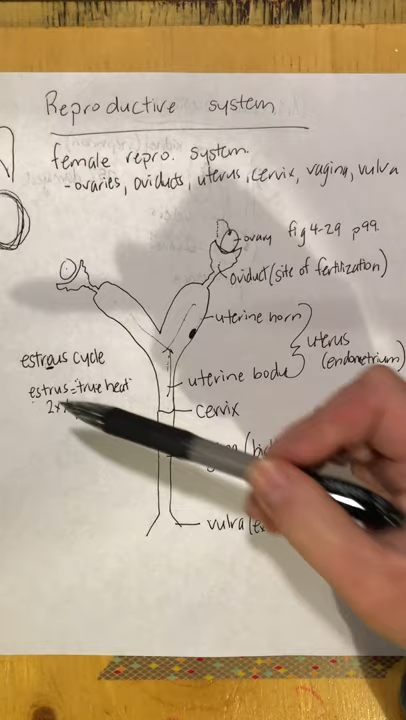 Reproductive system
female repro. system.
- ovaries, oviducts, uterus, cervix, vagina, vulva
ovary fig 4-29 p99
oviduct (site of fertilization)
uterine horn
uterus
(endometrium)
estrous cycle
uterine body
estrus = true heat
2x
cervix
vulva